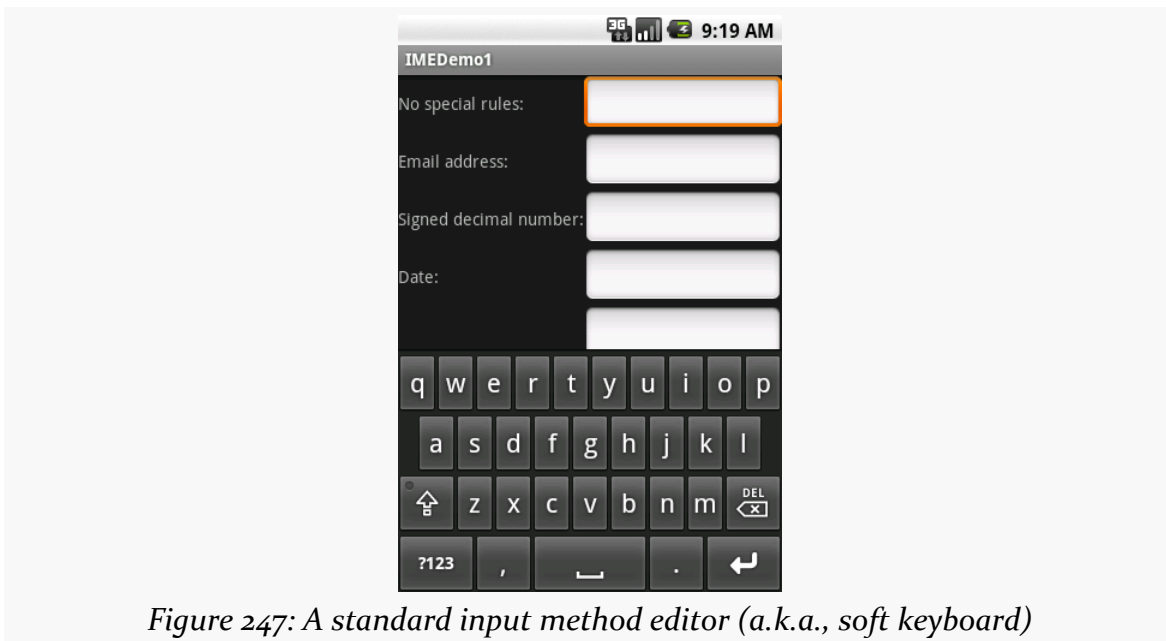 3G 9:19 AM
IMEDemo1
No special rules:
Email address:
Signed decimal number:
Date:
q w e r t y u i o p
a s d f g h j k l
z x c v b n m DEL
?123 , .
Figure 247: A standard input method editor (a.k.a., soft keyboard)